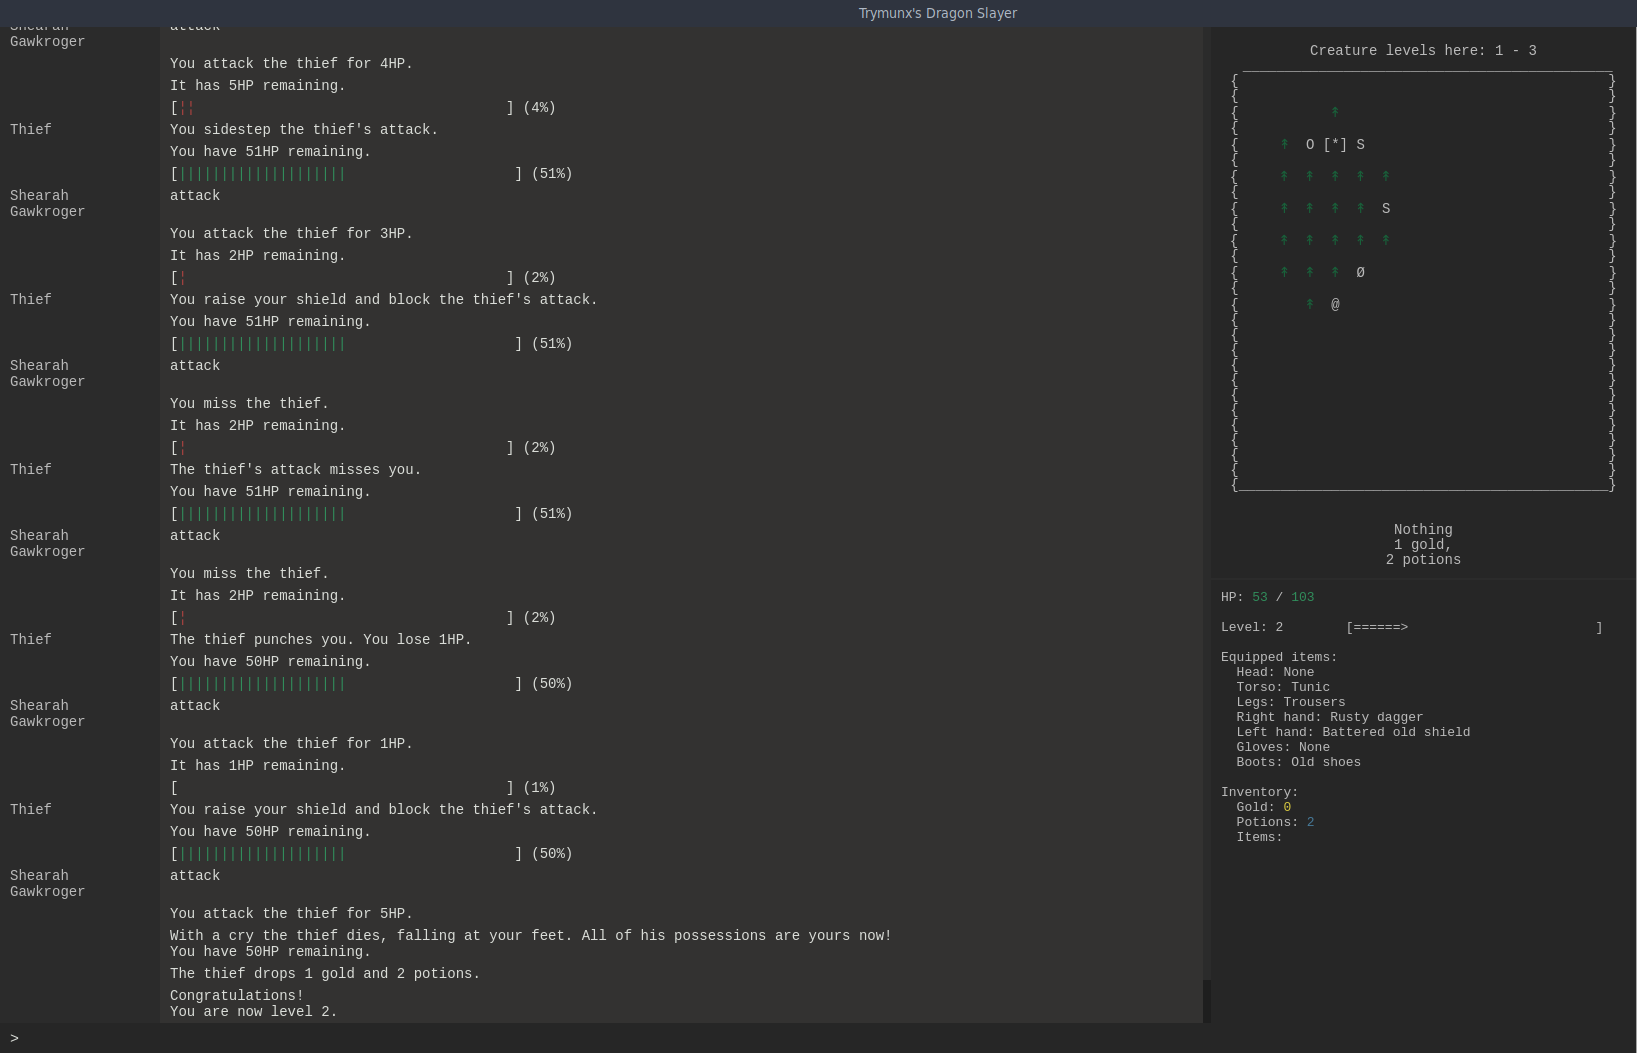 Trymunx's Dragon Slayer
Shearah
Gawkroger
attack
You attack the thief for 4HP.
It has 5HP remaining.
[¦¦                                     ] (4%)
Thief
You sidestep the thief's attack.
You have 51HP remaining.
[||||||||||||||||||||                    ] (51%)
Shearah
Gawkroger
attack
You attack the thief for 3HP.
It has 2HP remaining.
[¦                                      ] (2%)
Thief
You raise your shield and block the thief's attack.
You have 51HP remaining.
[||||||||||||||||||||                    ] (51%)
Shearah
Gawkroger
attack
You miss the thief.
It has 2HP remaining.
[¦                                      ] (2%)
Thief
The thief's attack misses you.
You have 51HP remaining.
[||||||||||||||||||||                    ] (51%)
Shearah
Gawkroger
attack
You miss the thief.
It has 2HP remaining.
[¦                                      ] (2%)
Thief
The thief punches you. You lose 1HP.
You have 50HP remaining.
[||||||||||||||||||||                    ] (50%)
Shearah
Gawkroger
attack
You attack the thief for 1HP.
It has 1HP remaining.
[                                       ] (1%)
Thief
You raise your shield and block the thief's attack.
You have 50HP remaining.
[||||||||||||||||||||                    ] (50%)
Shearah
Gawkroger
attack
You attack the thief for 5HP.
With a cry the thief dies, falling at your feet. All of his possessions are yours now!
You have 50HP remaining.
The thief drops 1 gold and 2 potions.
Congratulations!
You are now level 2.
>
Creature levels here: 1 - 3
↟
↟ O [*] S
↟ ↟ ↟ ↟ ↟
↟ ↟ ↟ ↟ S
↟ ↟ ↟ ↟ ↟
↟ ↟ ↟ Ø
↟ @
Nothing
1 gold,
2 potions
HP: 53 / 103
Level: 2        [======>                        ]
Equipped items:
Head: None
Torso: Tunic
Legs: Trousers
Right hand: Rusty dagger
Left hand: Battered old shield
Gloves: None
Boots: Old shoes
Inventory:
Gold: 0
Potions: 2
Items: